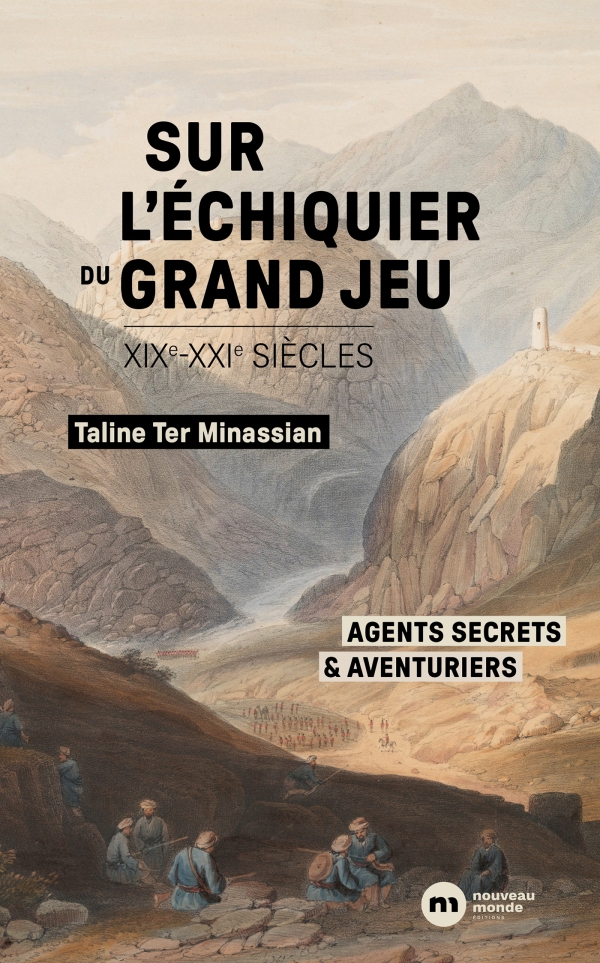 SUR
L'ÉCHIQUIER
DU GRAND JEU
XIXe-XXIe SIÈCLES
Taline Ter Minassian
AGENTS SECRETS
& AVENTURIERS
nouveau
monde
ÉDITIONS